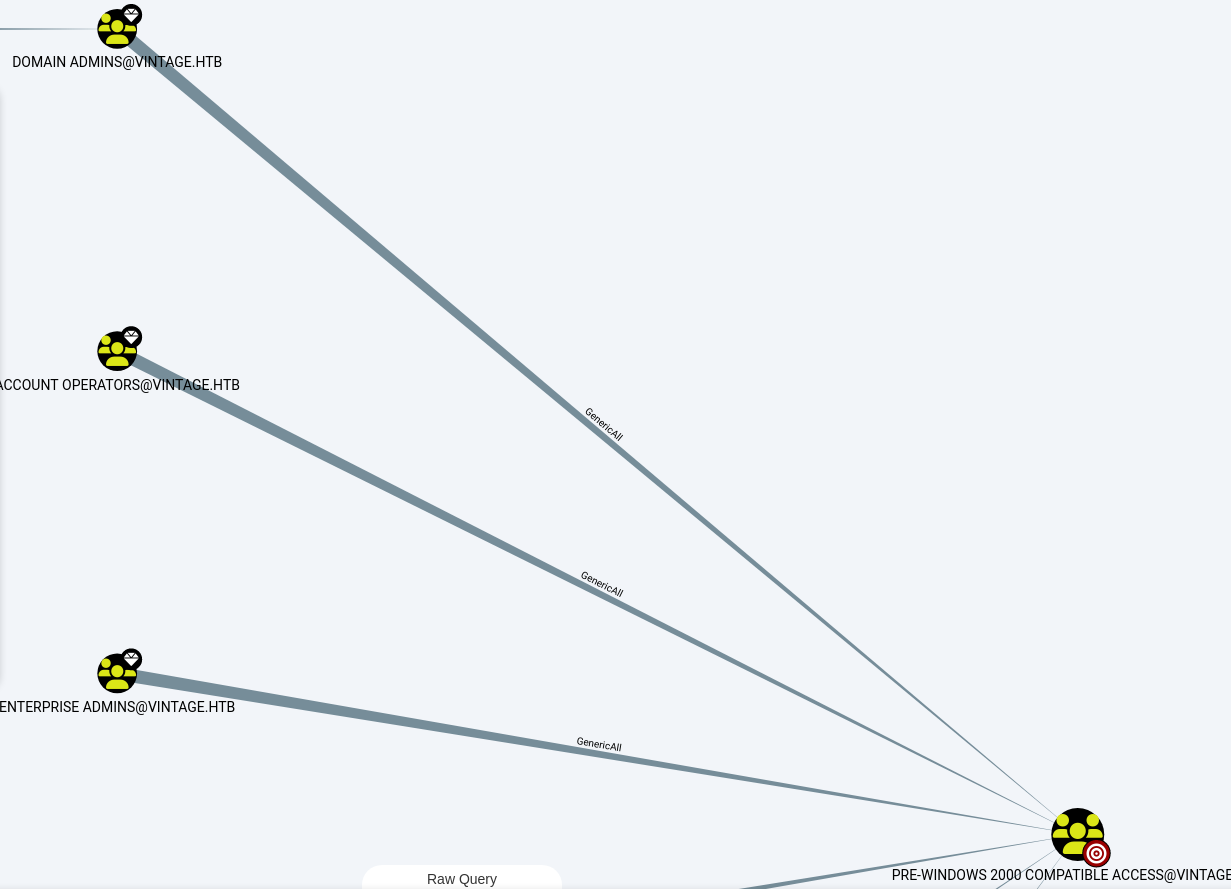 DOMAIN ADMINS@VINTAGE.HTB
GenericAll
ACCOUNT OPERATORS@VINTAGE.HTB
GenericAll
ENTERPRISE ADMINS@VINTAGE.HTB
GenericAll
PRE-WINDOWS 2000 COMPATIBLE ACCESS@VINTAGE
Raw Query